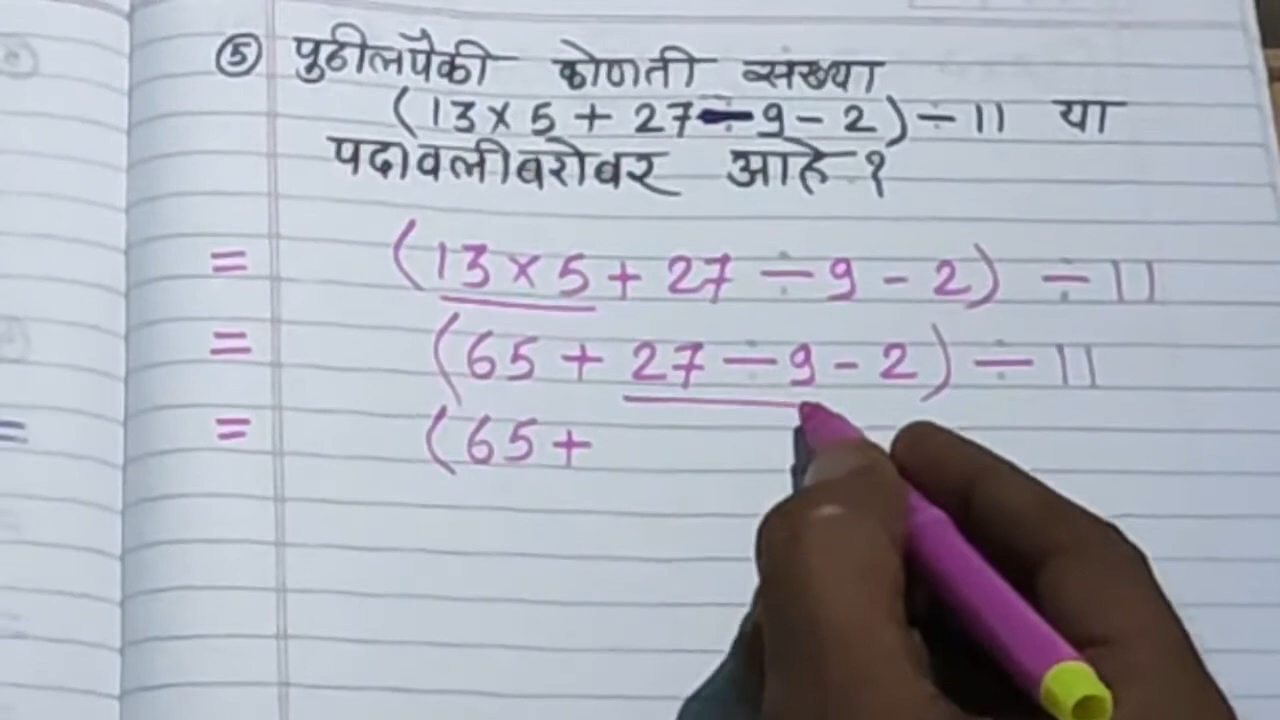 ⑤ पुढीलपैकी कोणती संख्या
(13 × 5 + 27 ÷ 9 - 2) ÷ 11 या
पदावलीबरोबर आहे ?
= (13 × 5 + 27 ÷ 9 - 2) ÷ 11
= (65 + 27 ÷ 9 - 2) ÷ 11
= (65 +